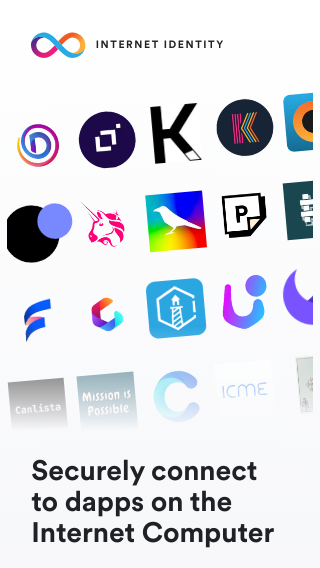 INTERNET IDENTITY
D
K
K
P
Canlista
Mission is
Possible
ICME
Securely connect
to dapps on the
Internet Computer